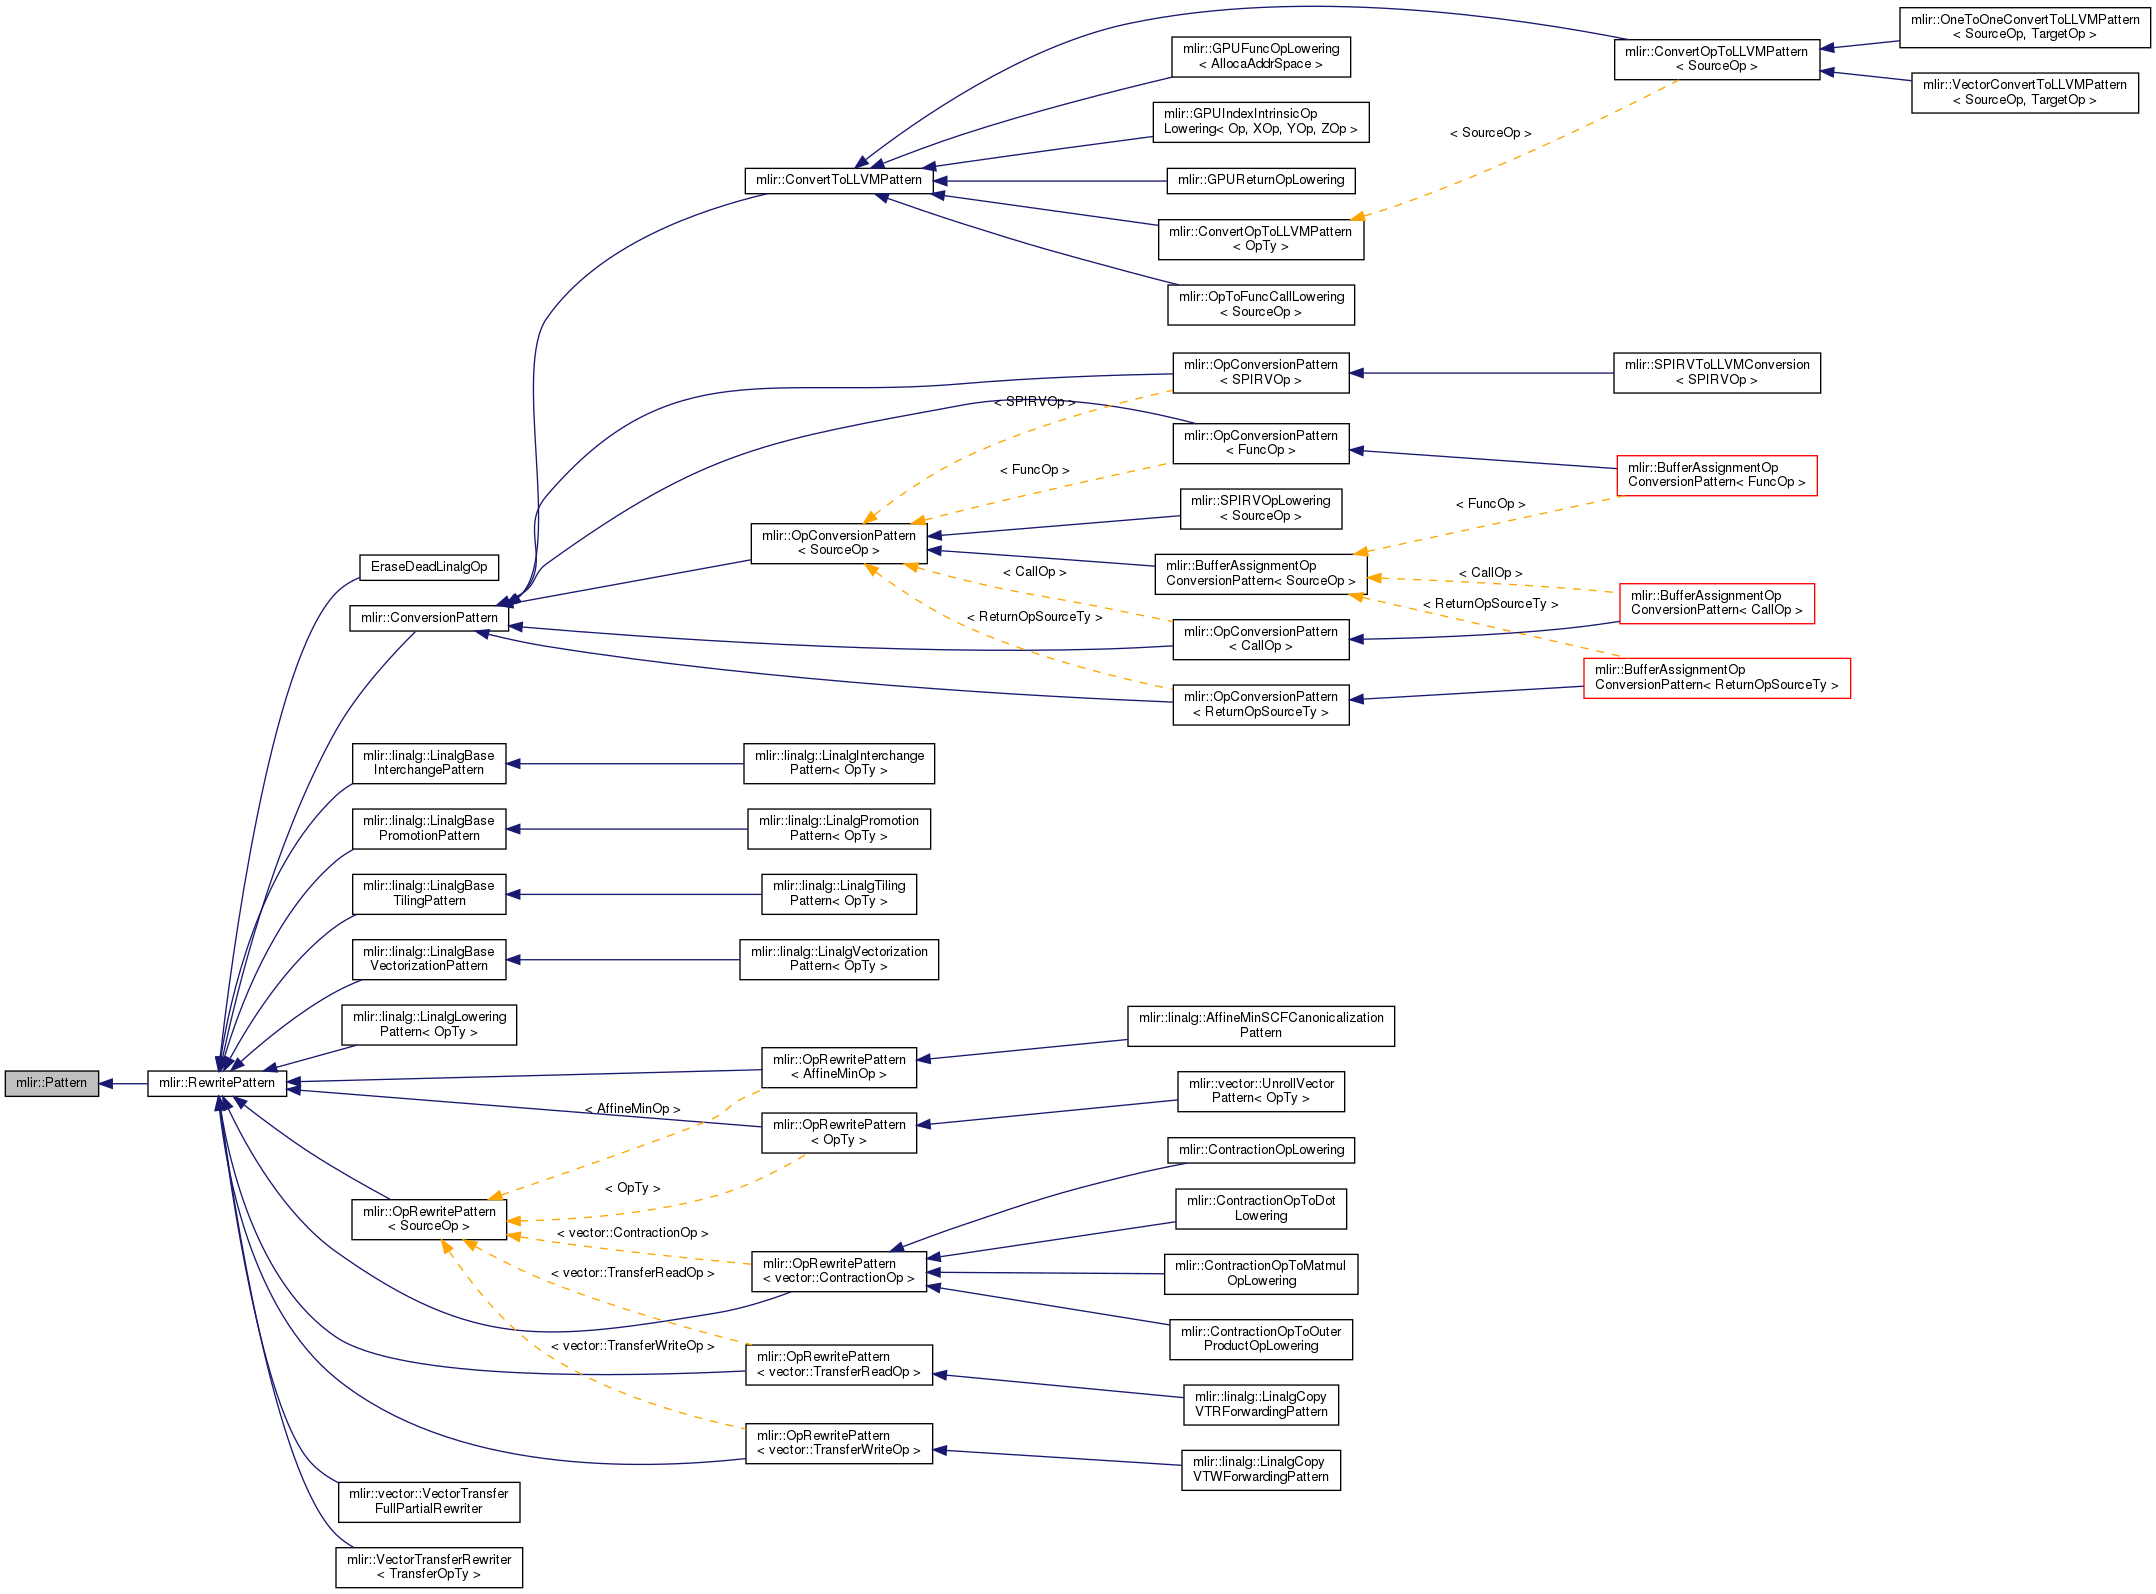 mlir::Pattern
mlir::RewritePattern
EraseDeadLinalgOp
mlir::ConversionPattern
mlir::linalg::LinalgBase
InterchangePattern
mlir::linalg::LinalgBase
PromotionPattern
mlir::linalg::LinalgBase
TilingPattern
mlir::linalg::LinalgBase
VectorizationPattern
mlir::linalg::LinalgLowering
Pattern< OpTy >
mlir::OpRewritePattern
< SourceOp >
mlir::vector::VectorTransfer
FullPartialRewriter
mlir::VectorTransferRewriter
< TransferOpTy >
< AffineMinOp >
< OpTy >
< vector::ContractionOp >
< vector::TransferReadOp >
< vector::TransferWriteOp >
mlir::ConvertToLLVMPattern
mlir::OpConversionPattern
< SourceOp >
mlir::linalg::LinalgInterchange
Pattern< OpTy >
mlir::linalg::LinalgPromotion
Pattern< OpTy >
mlir::linalg::LinalgTiling
Pattern< OpTy >
mlir::linalg::LinalgVectorization
Pattern< OpTy >
mlir::OpRewritePattern
< AffineMinOp >
mlir::OpRewritePattern
< OpTy >
mlir::OpRewritePattern
< vector::ContractionOp >
mlir::OpRewritePattern
< vector::TransferReadOp >
mlir::OpRewritePattern
< vector::TransferWriteOp >
< SPIRVOp >
< FuncOp >
< CallOp >
< ReturnOpSourceTy >
mlir::GPUFuncOpLowering
< AllocaAddrSpace >
mlir::GPUIndexIntrinsicOp
Lowering< Op, XOp, YOp, ZOp >
mlir::GPUReturnOpLowering
mlir::ConvertOpToLLVMPattern
< OpTy >
mlir::OpToFuncCallLowering
< SourceOp >
mlir::OpConversionPattern
< SPIRVOp >
mlir::OpConversionPattern
< FuncOp >
mlir::SPIRVOpLowering
< SourceOp >
mlir::BufferAssignmentOp
ConversionPattern< SourceOp >
mlir::OpConversionPattern
< CallOp >
mlir::OpConversionPattern
< ReturnOpSourceTy >
mlir::linalg::AffineMinSCFCanonicalization
Pattern
mlir::vector::UnrollVector
Pattern< OpTy >
mlir::ContractionOpLowering
mlir::ContractionOpToDot
Lowering
mlir::ContractionOpToMatmul
OpLowering
mlir::ContractionOpToOuter
ProductOpLowering
mlir::linalg::LinalgCopy
VTRForwardingPattern
mlir::linalg::LinalgCopy
VTWForwardingPattern
< SourceOp >
< FuncOp >
< CallOp >
< ReturnOpSourceTy >
mlir::ConvertOpToLLVMPattern
< SourceOp >
mlir::SPIRVToLLVMConversion
< SPIRVOp >
mlir::BufferAssignmentOp
ConversionPattern< FuncOp >
mlir::BufferAssignmentOp
ConversionPattern< CallOp >
mlir::BufferAssignmentOp
ConversionPattern< ReturnOpSourceTy >
mlir::OneToOneConvertToLLVMPattern
< SourceOp, TargetOp >
mlir::VectorConvertToLLVMPattern
< SourceOp, TargetOp >